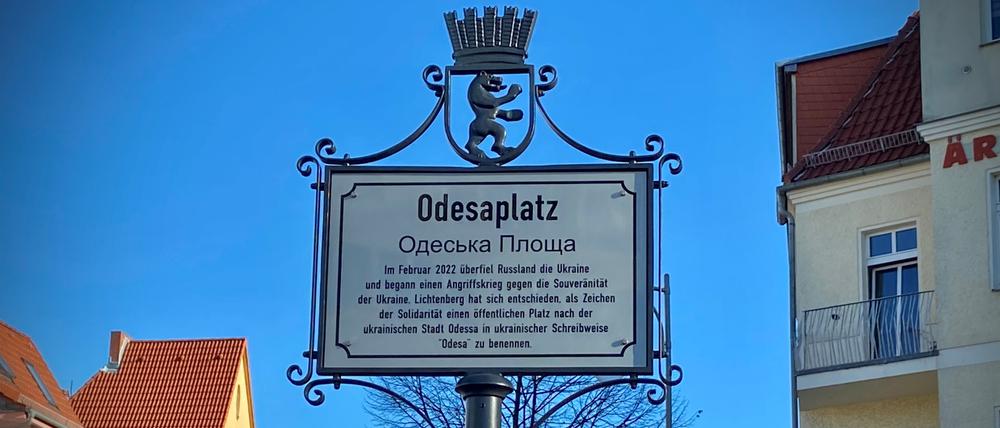 Odesaplatz
Одеська Площа
Im Februar 2022 überfiel Russland die Ukraine
und begann einen Angriffskrieg gegen die Souveränität
der Ukraine. Lichtenberg hat sich entschieden, als Zeichen
der Solidarität einen öffentlichen Platz nach der
ukrainischen Stadt Odessa in ukrainischer Schreibweise
"Odesa" zu benennen.
ÄR